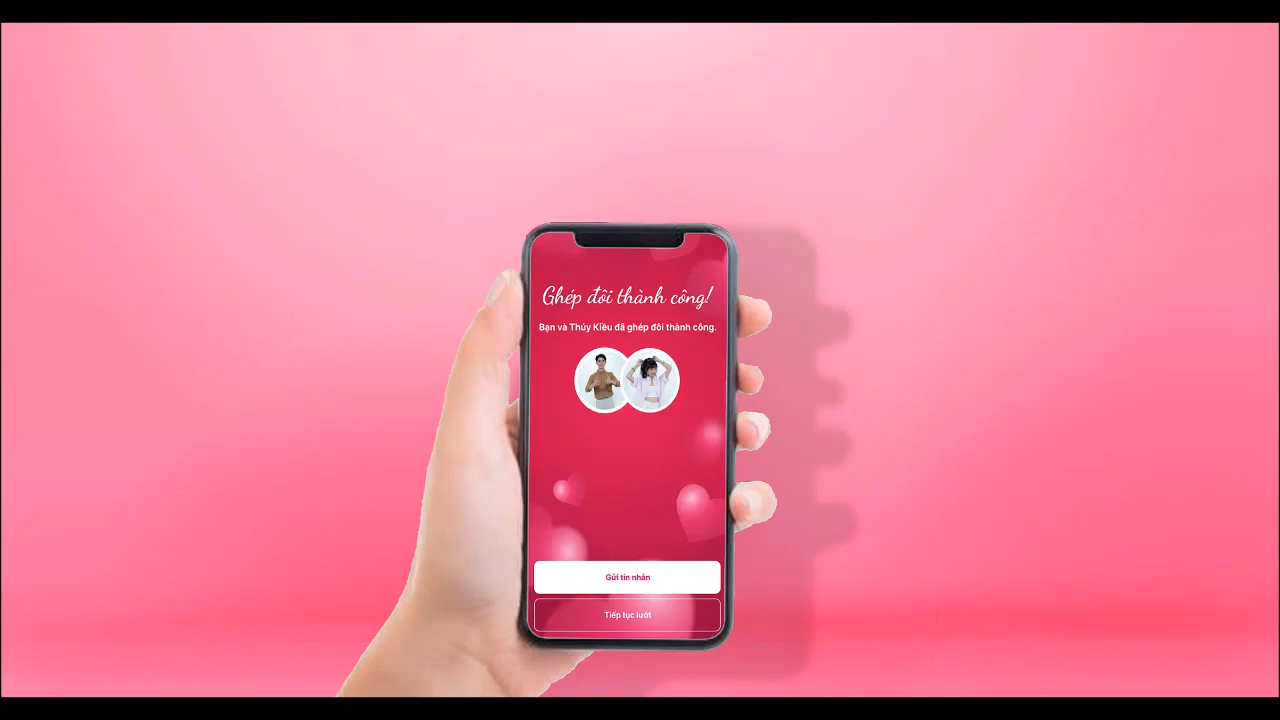 Ghép đôi thành công!
Bạn và Thúy Kiều đã ghép đôi thành công.
Gửi tin nhắn
Tiếp tục lướt